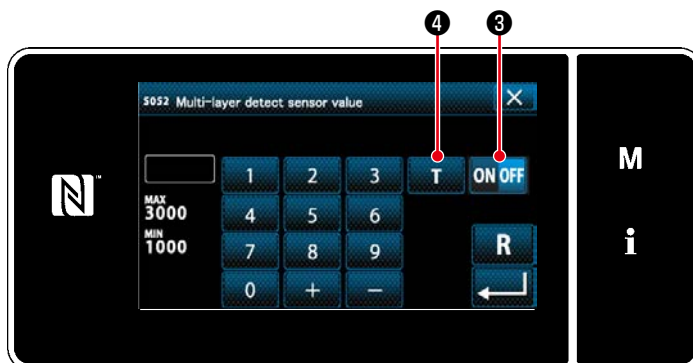 ❹ ❸
S052 Multi-layer detect sensor value ×
1 2 3 T ON OFF
MAX
3000 4 5 6
MIN
1000 7 8 9 R
0 + −
N
M
i